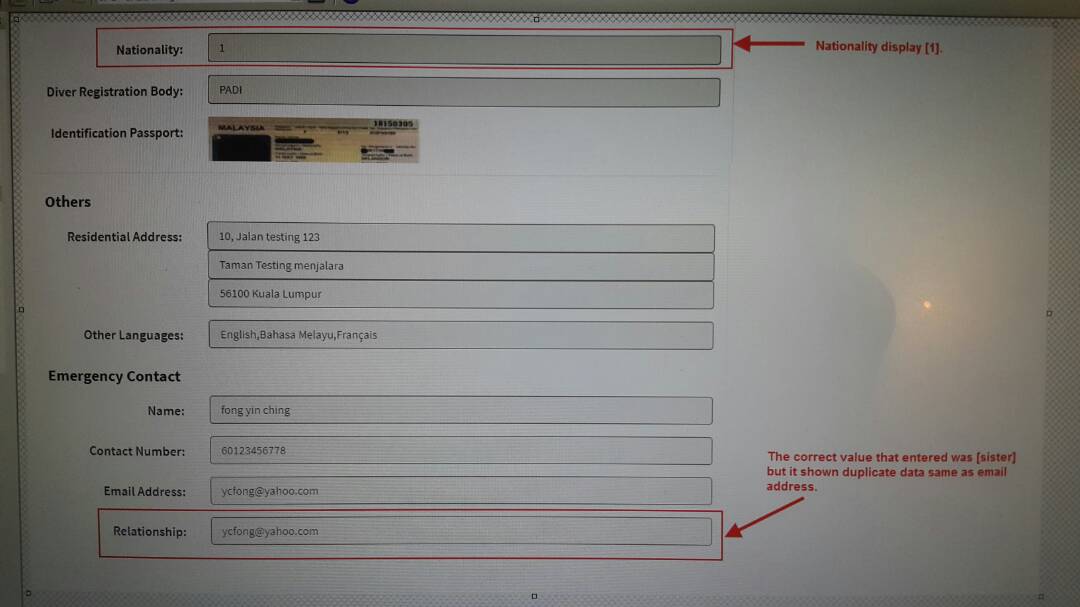 Nationality: 1
Nationality display [1].
Diver Registration Body: PADI
Identification Passport:
MALAYSIA
Others
Residential Address: 10, Jalan testing 123
Taman Testing menjalara
56100 Kuala Lumpur
Other Languages: English,Bahasa Melayu,Français
Emergency Contact
Name: fong yin ching
Contact Number: 60123456778
Email Address: ycfong@yahoo.com
The correct value that entered was [sister]
but it shown duplicate data same as email
address.
Relationship: ycfong@yahoo.com